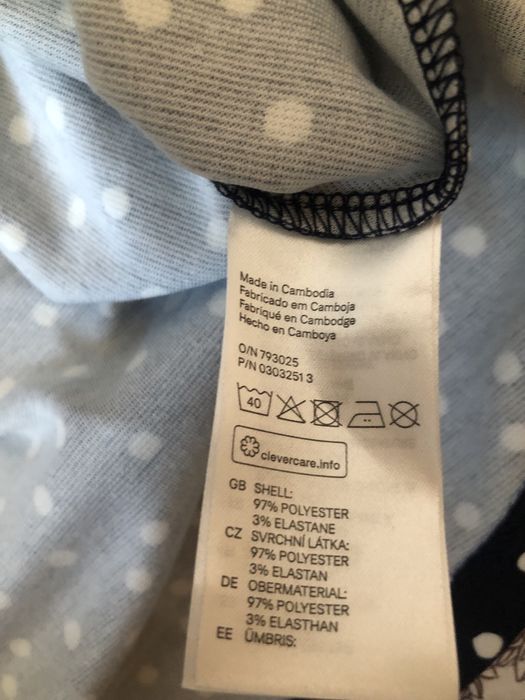 Made in Cambodia
Fabricado em Camboja
Fabriqué en Cambodge
Hecho en Camboya
O/N 793025
P/N 0303251 3
40
clevercare.info
GB SHELL:
97% POLYESTER
3% ELASTANE
CZ SVRCHNÍ LÁTKA:
97% POLYESTER
3% ELASTAN
DE OBERMATERIAL:
97% POLYESTER
3% ELASTHAN
EE ÜMBRIS: